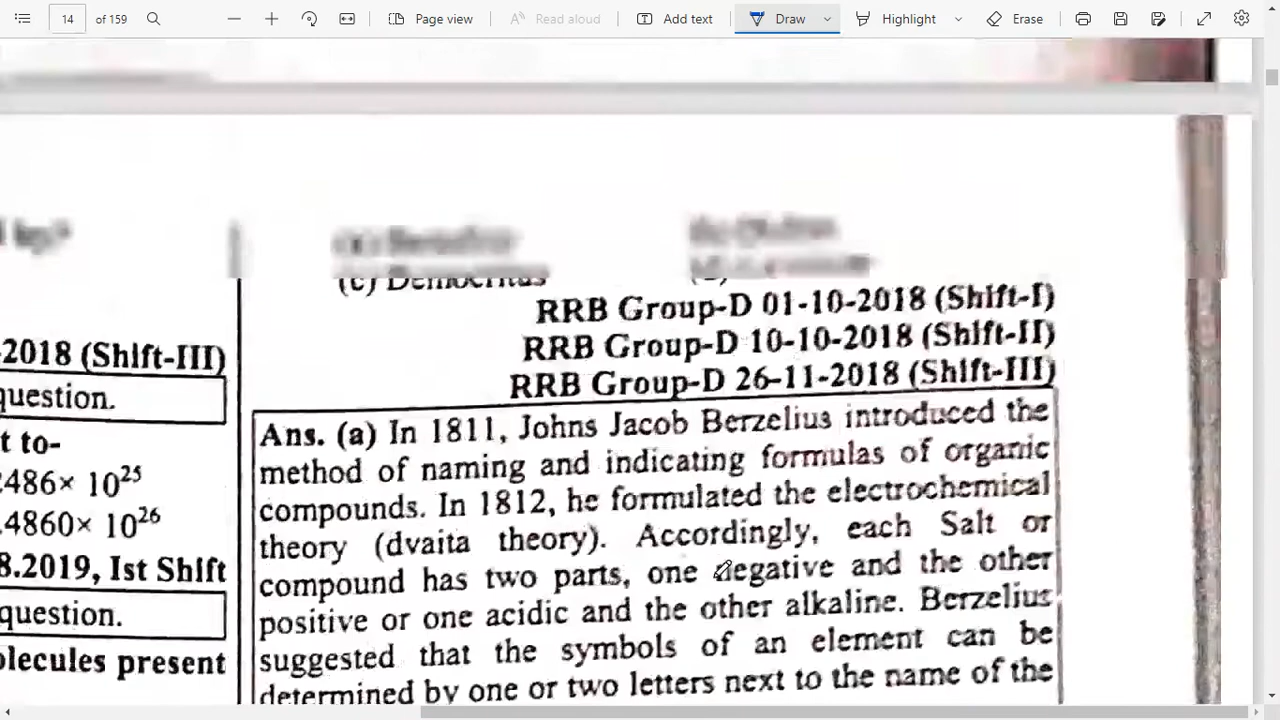 14 of 159
Page view
Read aloud
Add text
Draw
Highlight
Erase
(c) Democritus
RRB Group-D 01-10-2018 (Shift-I)
RRB Group-D 10-10-2018 (Shift-II)
RRB Group-D 26-11-2018 (Shift-III)
Ans. (a) In 1811, Johns Jacob Berzelius introduced the
method of naming and indicating formulas of organic
compounds. In 1812, he formulated the electrochemical
theory (dvaita theory). Accordingly, each Salt or
compound has two parts, one negative and the other
positive or one acidic and the other alkaline. Berzelius
suggested that the symbols of an element can be
determined by one or two letters next to the name of the
-2018 (Shift-III)
question.
t to-
486× 10²⁵
.4860× 10²⁶
8.2019, Ist Shift
question.
olecules present